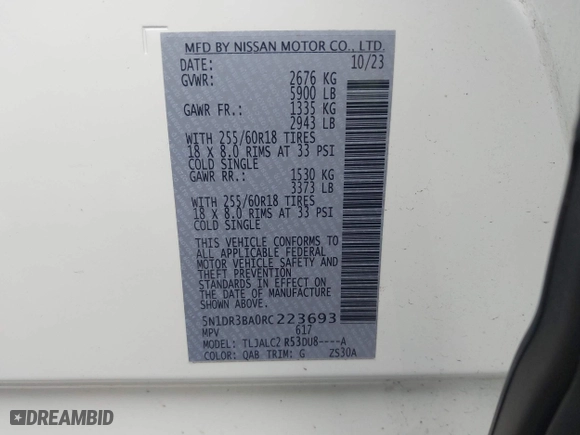 MFD BY NISSAN MOTOR CO., LTD.
DATE: 10/23
GVWR: 2676 KG
5900 LB
GAWR FR.: 1335 KG
2943 LB
WITH 255/60R18 TIRES
18 X 8.0 RIMS AT 33 PSI
COLD SINGLE
GAWR RR.: 1530 KG
3373 LB
WITH 255/60R18 TIRES
18 X 8.0 RIMS AT 33 PSI
COLD SINGLE
THIS VEHICLE CONFORMS TO
ALL APPLICABLE FEDERAL
MOTOR VEHICLE SAFETY AND
THEFT PREVENTION
STANDARDS IN EFFECT ON
THE DATE OF MANUFACTURE
SHOWN ABOVE.
5N1DR3BA0RC223693
MPV 617
MODEL: TLJALC2 R53DU8----A
COLOR: QAB TRIM: G ZS30A
DREAMBID